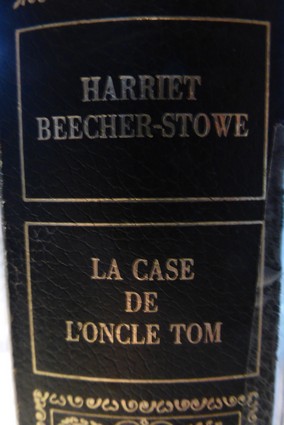 HARRIET
BEECHER-STOWE
LA CASE
DE
L'ONCLE TOM